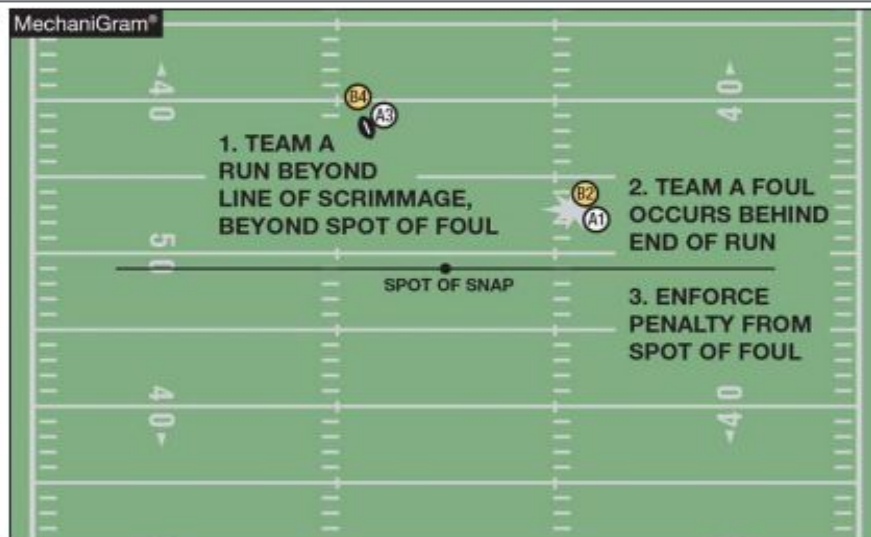 MechaniGram®
40
40
B4
A3
1. TEAM A
RUN BEYOND
LINE OF SCRIMMAGE,
BEYOND SPOT OF FOUL
B2
A1
2. TEAM A FOUL
OCCURS BEHIND
END OF RUN
50
SPOT OF SNAP
3. ENFORCE
PENALTY FROM
SPOT OF FOUL
40
40